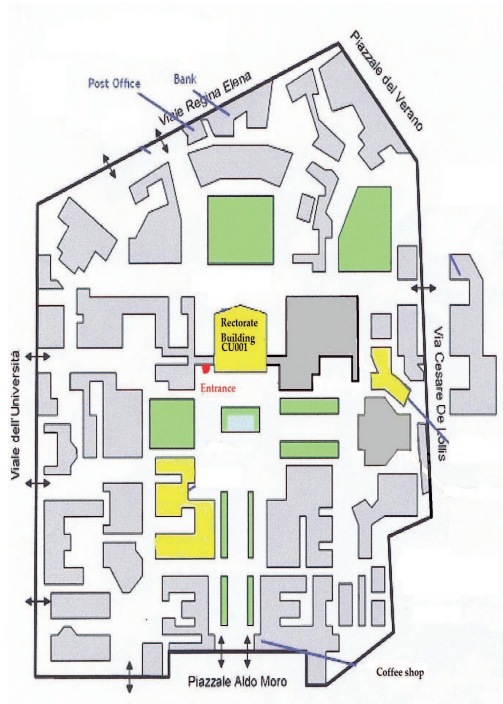 Piazzale del Verano
Post Office
Bank
Viale Regina Elena
Rectorate
Building
CU001
Entrance
Viale dell'Università
Via Cesare De Lollis
Coffee shop
Piazzale Aldo Moro